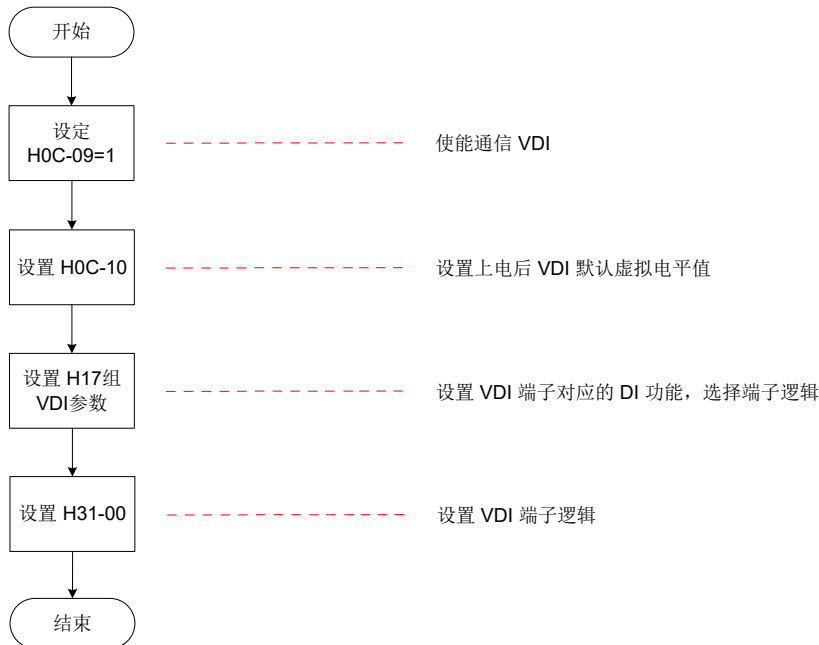 开始
设定
H0C-09=1
使能通信 VDI
设置 H0C-10
设置上电后 VDI 默认虚拟电平值
设置 H17组
VDI参数
设置 VDI 端子对应的 DI 功能，选择端子逻辑
设置 H31-00
设置 VDI 端子逻辑
结束